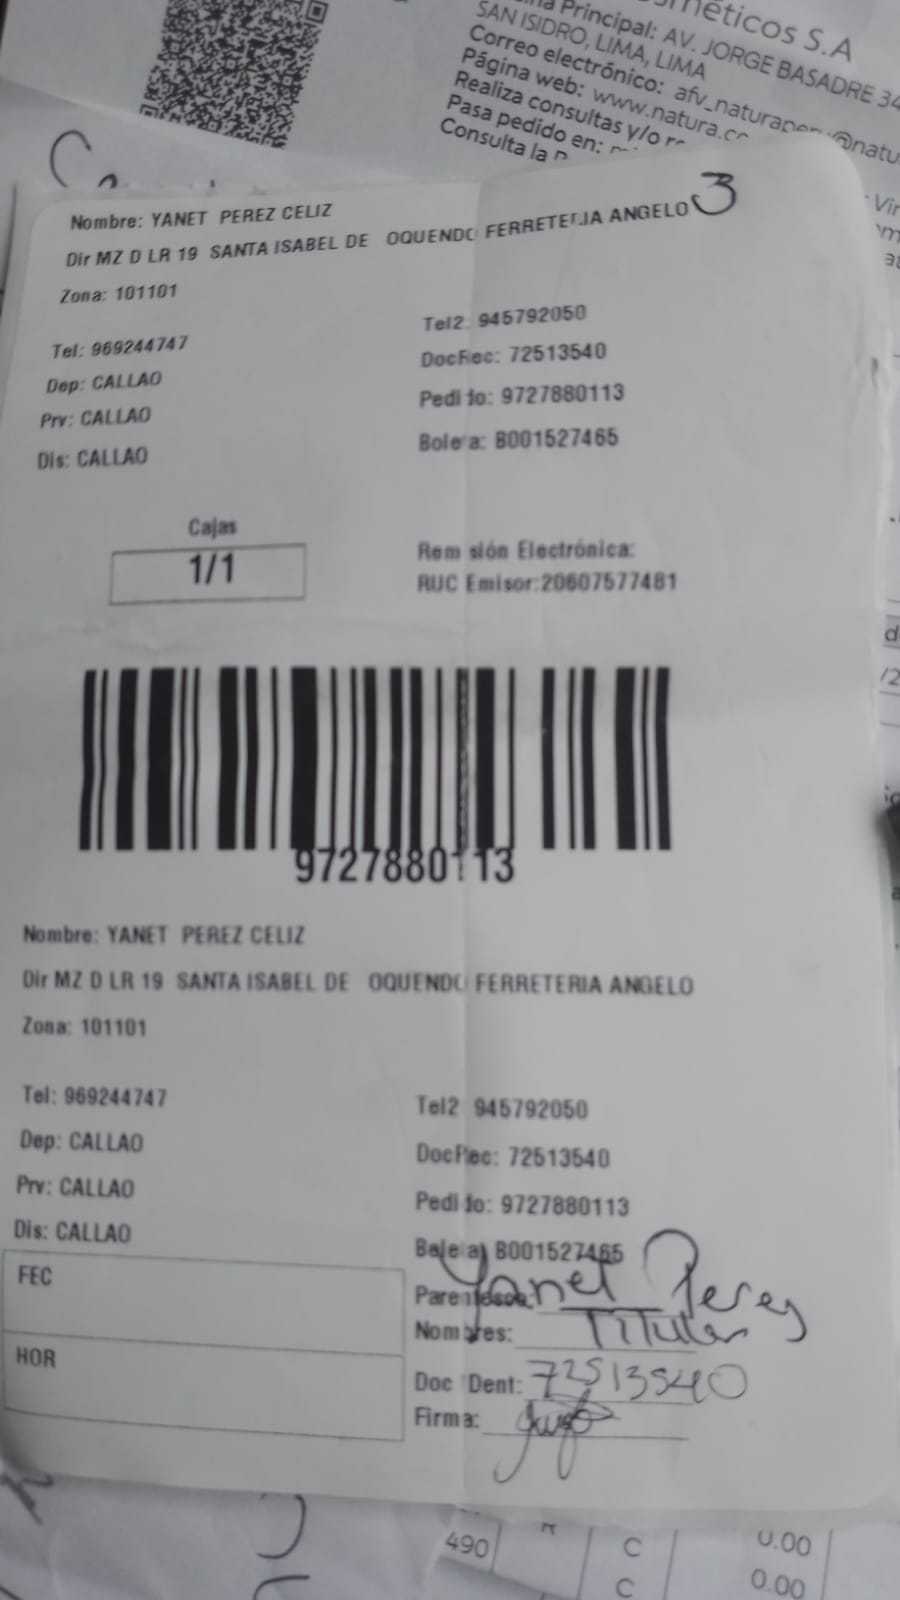 Principal: AV. JORGE BASADRE 34
SAN ISIDRO, LIMA, LIMA
Correo electrónico:
Página web: www.natura.co
Realiza consultas y/o
Pasa pedido en:
Consulta la
Nombre: YANET PEREZ CELIZ
3
Dir MZ D LR 19 SANTA ISABEL DE OQUENDO FERRETERIA ANGELO
Zona: 101101
Tel: 969244747 Tel2: 945792050
Dep: CALLAO DocRec: 72513540
Prv: CALLAO Pedido: 9727880113
Dis: CALLAO Boleta: B001527465
Cajas
1/1
Remisión Electrónica:
RUC Emisor:20607577481
9727880113
Nombre: YANET PEREZ CELIZ
Dir MZ D LR 19 SANTA ISABEL DE OQUENDO FERRETERIA ANGELO
Zona: 101101
Tel: 969244747 Tel2 945792050
Dep: CALLAO DocRec: 72513540
Prv: CALLAO Pedido: 9727880113
Dis: CALLAO Boleta B001527465
FEC
HOR
Parentesco: Yanet Peres
Nombres: Titular
Doc Dent: 72513540
Firma:
490 C 0.00
C 0.00